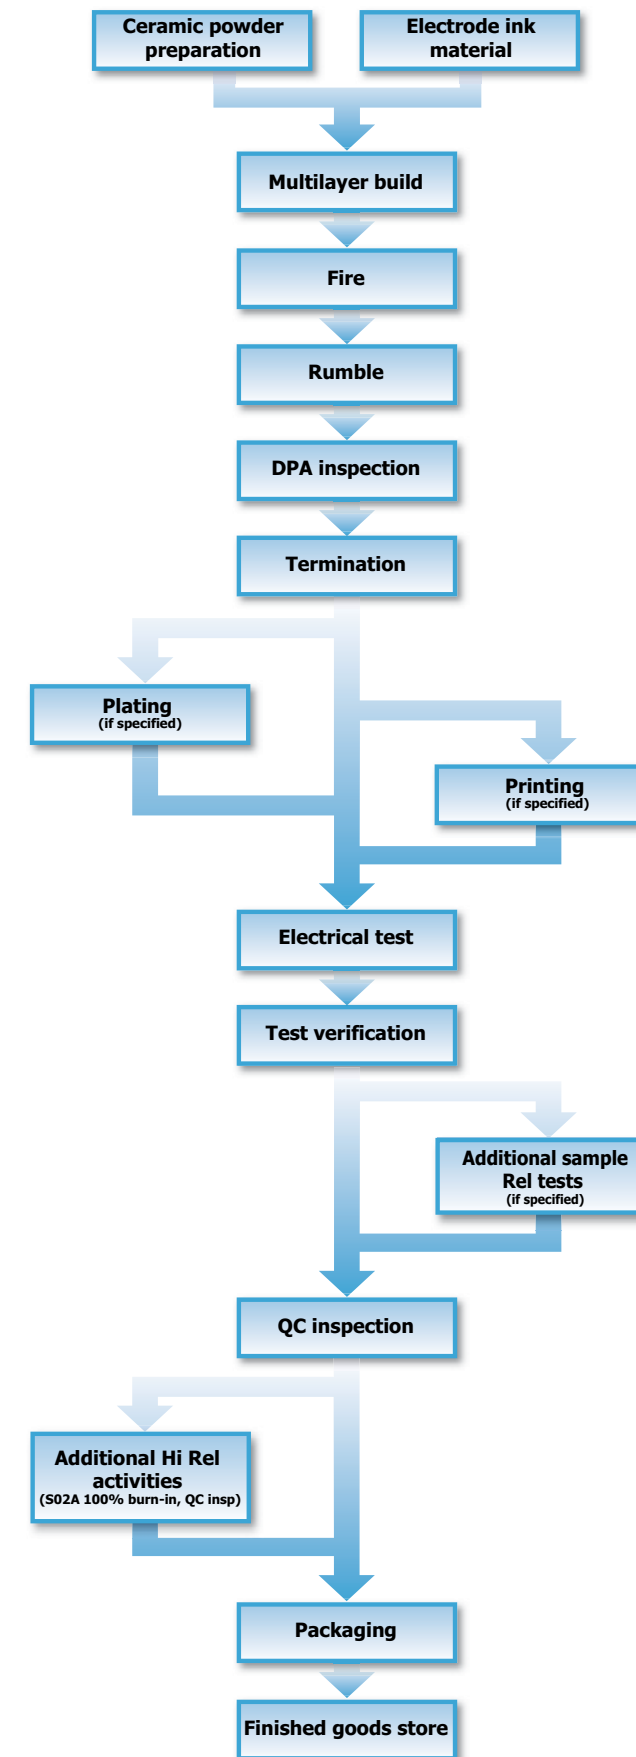 Ceramic powder
preparation
Electrode ink
material
Multilayer build
Fire
Rumble
DPA inspection
Termination
Plating
(if specified)
Printing
(if specified)
Electrical test
Test verification
Additional sample
Rel tests
(if specified)
QC inspection
Additional Hi Rel
activities
(S02A 100% burn-in, QC insp)
Packaging
Finished goods store